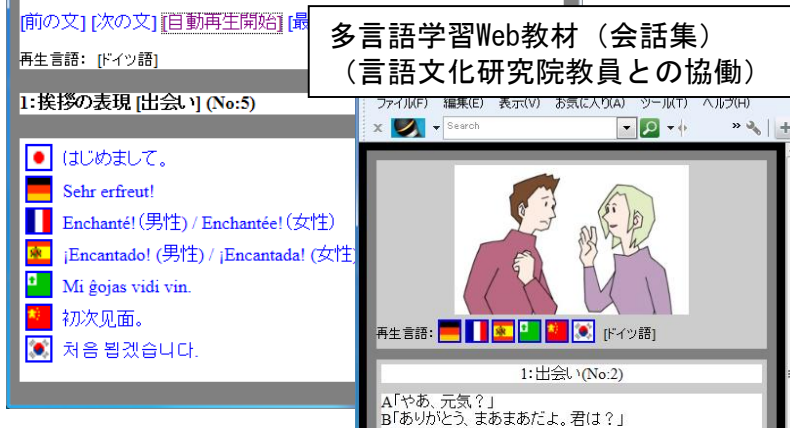 [前の文] [次の文] [自動再生開始] [最
多言語学習Web教材（会話集）
（言語文化研究院教員との協働）
再生言語: [ドイツ語]
1:挨拶の表現 [出会い] (No:5)
はじめまして。
Sehr erfreut!
Enchanté! (男性) / Enchantée! (女性)
¡Encantado! (男性) / ¡Encantada! (女性
Mi ĝojas vidi vin.
初次见面。
처음 뵙겠습니다.
ファイル(F) 編集(E) 表示(V) お気に入り(A) ツール(T) ヘルプ(H)
x Search
再生言語: [ドイツ語]
1:出会い(No:2)
A「やあ、元気？」
B「ありがとう、まあまあだよ。君は？」